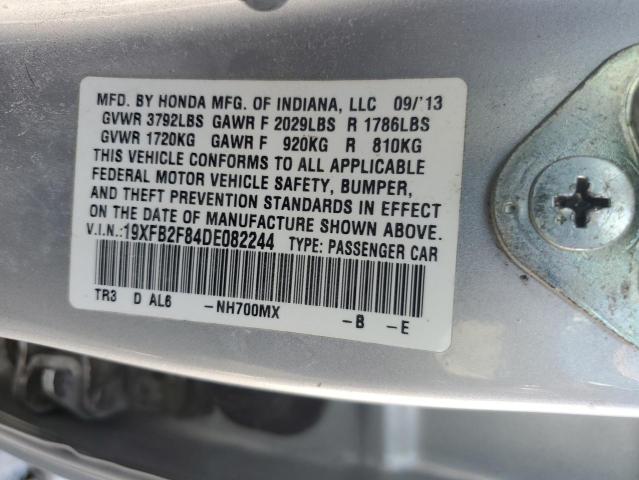 MFD. BY HONDA MFG. OF INDIANA, LLC 09/'13
GVWR 3792LBS GAWR F 2029LBS R 1786LBS
GVWR 1720KG GAWR F 920KG R 810KG
THIS VEHICLE CONFORMS TO ALL APPLICABLE
FEDERAL MOTOR VEHICLE SAFETY, BUMPER,
AND THEFT PREVENTION STANDARDS IN EFFECT
ON THE DATE OF MANUFACTURE SHOWN ABOVE.
V.I.N.:19XFB2F84DE082244 TYPE: PASSENGER CAR
TR3 D AL6 -NH700MX -B -E